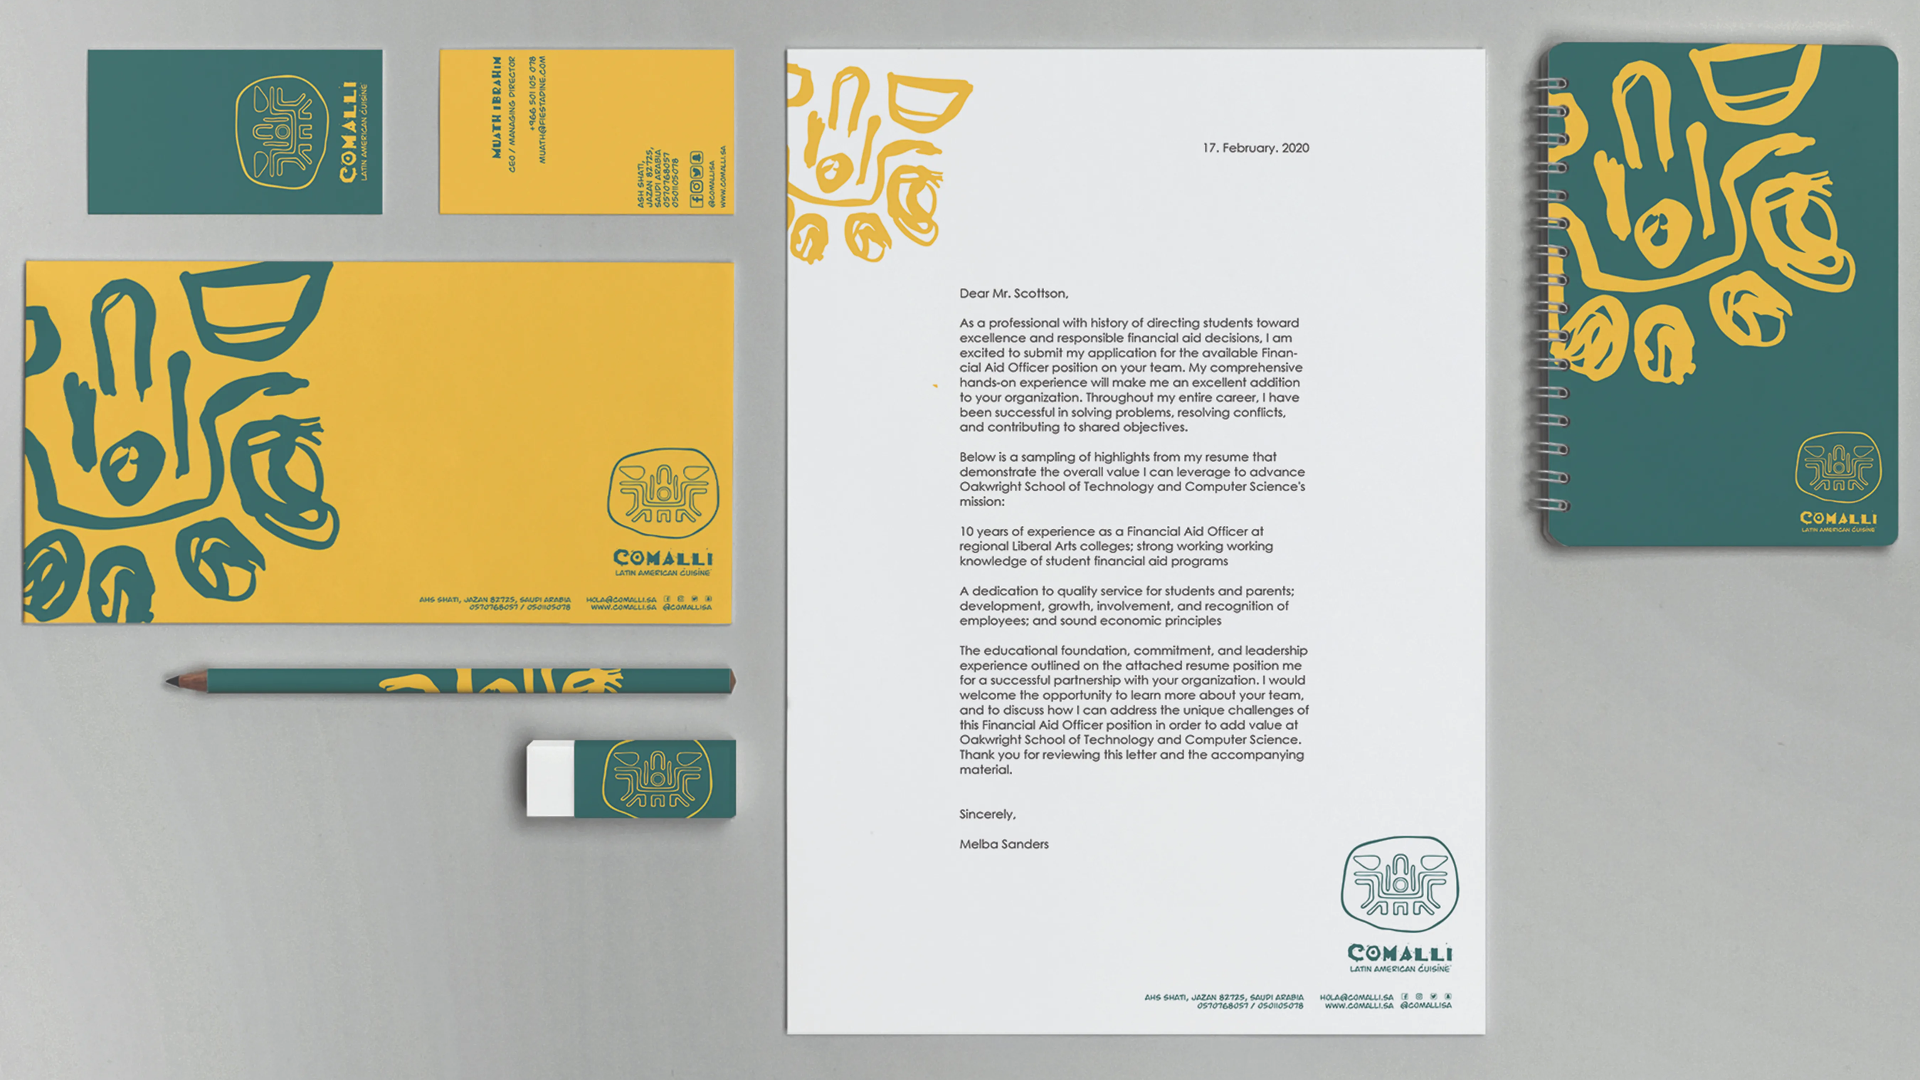 COMALLI
LATIN AMERICAN CUISINE
MUATH IBRAHIM
CEO / MANAGING DIRECTOR
+966 501 105 078
MUATH@FIESTADINE.COM
ASH SHATI,
JAZAN 82725,
SAUDI ARABIA
0570768057
0501105078
@COMALLISA
WWW.COMALLI.SA
COMALLI
LATIN AMERICAN CUISINE
AHS SHATI, JAZAN 82725, SAUDI ARABIA HOLA@COMALLI.SA
0570768057 / 0501105078 WWW.COMALLI.SA @COMALLISA
17. February. 2020
Dear Mr. Scottson,
As a professional with history of directing students toward
excellence and responsible financial aid decisions, I am
excited to submit my application for the available Finan-
cial Aid Officer position on your team. My comprehensive
hands-on experience will make me an excellent addition
to your organization. Throughout my entire career, I have
been successful in solving problems, resolving conflicts,
and contributing to shared objectives.
Below is a sampling of highlights from my resume that
demonstrate the overall value I can leverage to advance
Oakwright School of Technology and Computer Science's
mission:
10 years of experience as a Financial Aid Officer at
regional Liberal Arts colleges; strong working working
knowledge of student financial aid programs
A dedication to quality service for students and parents;
development, growth, involvement, and recognition of
employees; and sound economic principles
The educational foundation, commitment, and leadership
experience outlined on the attached resume position me
for a successful partnership with your organization. I would
welcome the opportunity to learn more about your team,
and to discuss how I can address the unique challenges of
this Financial Aid Officer position in order to add value at
Oakwright School of Technology and Computer Science.
Thank you for reviewing this letter and the accompanying
material.
Sincerely,
Melba Sanders
COMALLI
LATIN AMERICAN CUISINE
AHS SHATI, JAZAN 82725, SAUDI ARABIA HOLA@COMALLI.SA
0570768057 / 0501105078 WWW.COMALLI.SA @COMALLISA
COMALLI
LATIN AMERICAN CUISINE